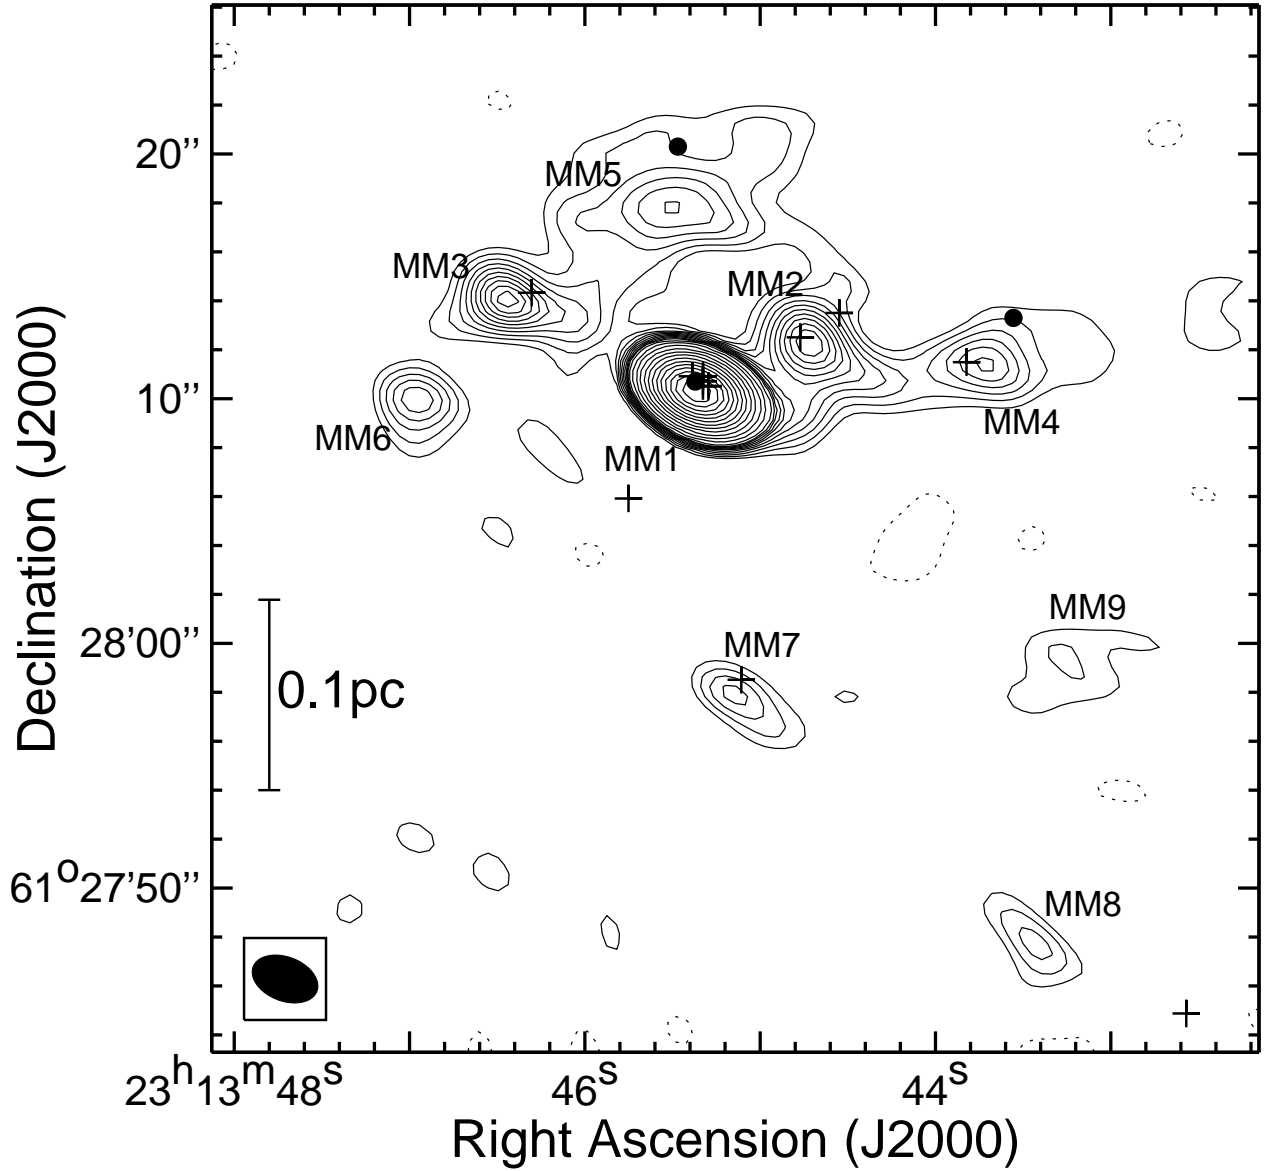 20’’
MM5
MM3
MM2
10’’
MM4
MM6
MM1
MM9
28’00’’
MM7
0.1pc
61°27’50’’
MM8
23ʰ13ᵐ48ˢ
46ˢ
44ˢ
Right Ascension (J2000)
Declination (J2000)